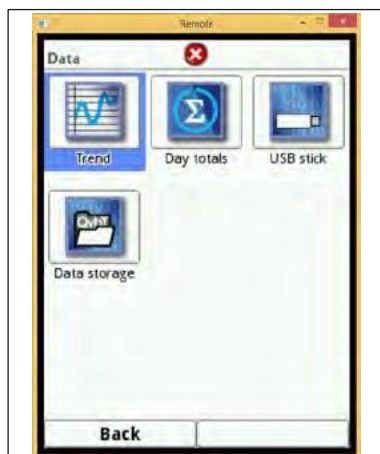 Remote
Data
Trend
Day totals
USB stick
Data storage
Back